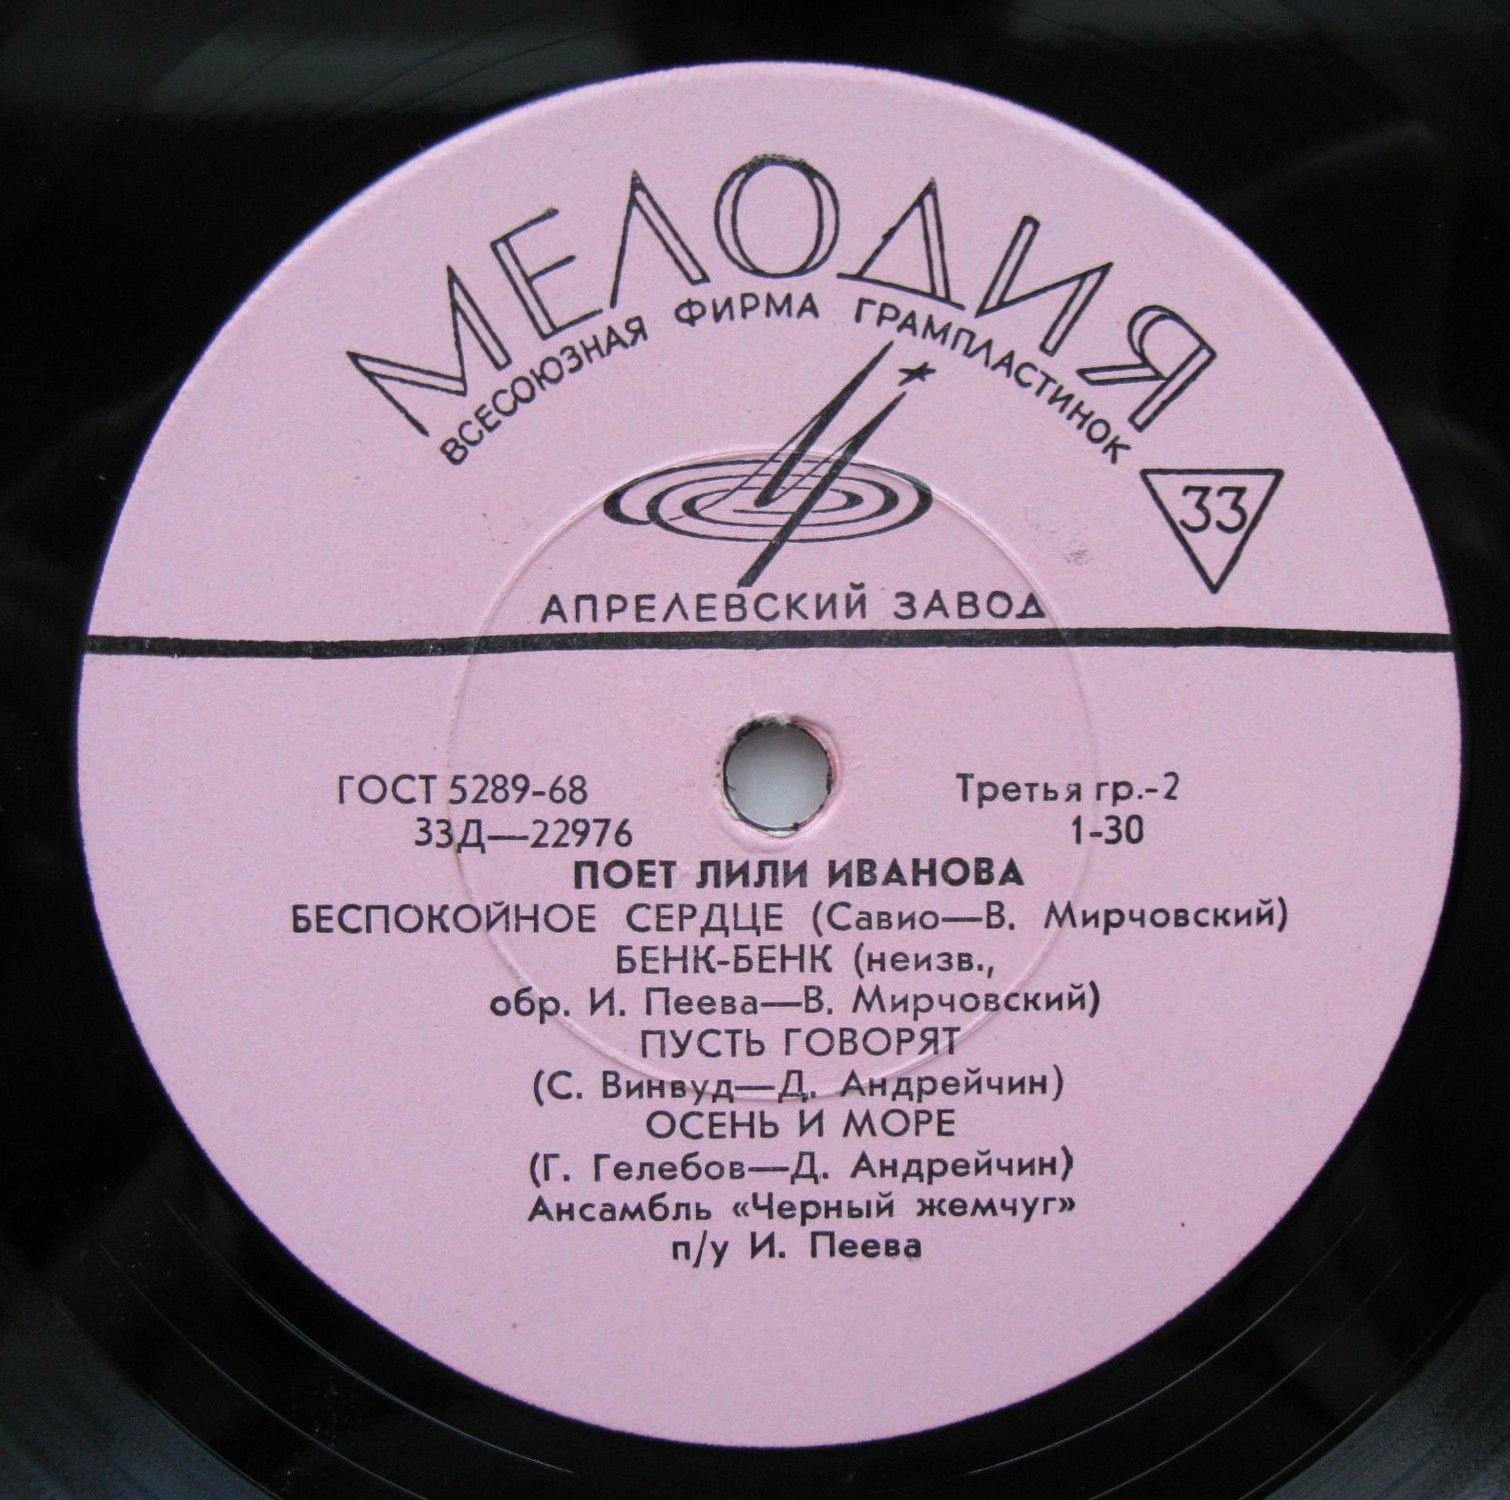 МЕЛОДИЯ
ВСЕСОЮЗНАЯ ФИРМА ГРАМПЛАСТИНОК
33
АПРЕЛЕВСКИЙ ЗАВОД
ГОСТ 5289-68 Третья гр.-2
33Д—22976 1-30
ПОЕТ ЛИЛИ ИВАНОВА
БЕСПОКОЙНОЕ СЕРДЦЕ (Савио—В. Мирчовский)
БЕНК-БЕНК (неизв.,
обр. И. Пеева—В. Мирчовский)
ПУСТЬ ГОВОРЯТ
(С. Винвуд—Д. Андрейчин)
ОСЕНЬ И МОРЕ
(Г. Гелебов—Д. Андрейчин)
Ансамбль «Черный жемчуг»
п/у И. Пеева